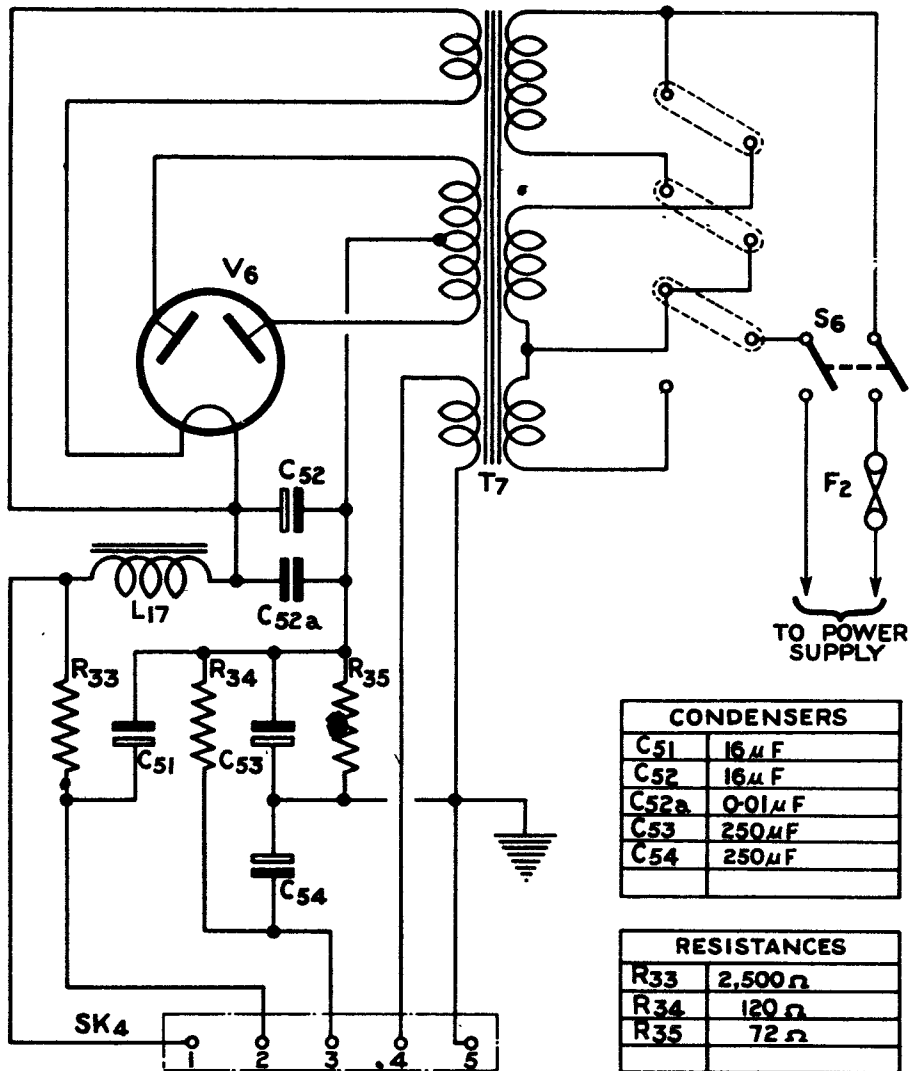 V6
C52
T7
S6
F2
L17
C52a
TO POWER
SUPPLY
R33
R34
R35
C51
C53
C54
SK4
1 2 3 4 5
CONDENSERS
C51 16μF
C52 16μF
C52a 0·01μF
C53 250μF
C54 250μF
RESISTANCES
R33 2,500Ω
R34 120Ω
R35 72Ω